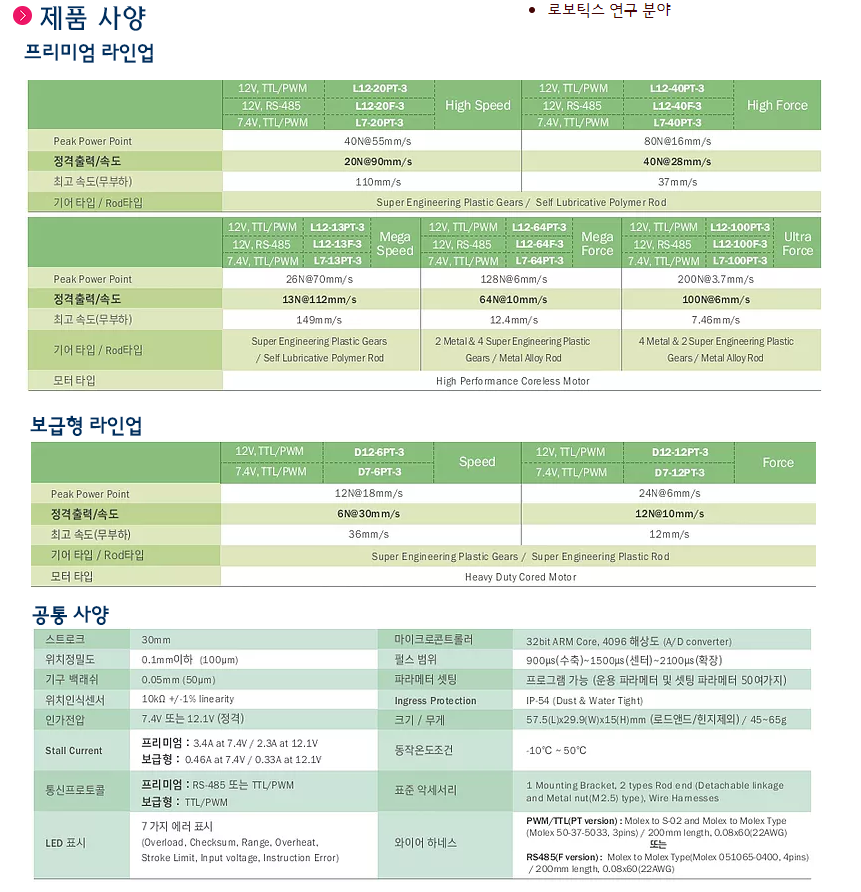 제품 사양
• 로보틱스 연구 분야
프리미엄 라인업
12V, TTL/PWM L12-20PT-3 High Speed 12V, TTL/PWM L12-40PT-3 High Force
12V, RS-485 L12-20F-3 12V, RS-485 L12-40F-3
7.4V, TTL/PWM L7-20PT-3 7.4V, TTL/PWM L7-40PT-3
Peak Power Point 40N@55mm/s 80N@16mm/s
정격출력/속도 20N@90mm/s 40N@28mm/s
최고 속도(무부하) 110mm/s 37mm/s
기어 타입 / Rod타입 Super Engineering Plastic Gears / Self Lubricative Polymer Rod
12V, TTL/PWM L12-13PT-3 Mega Speed 12V, TTL/PWM L12-64PT-3 Mega Force 12V, TTL/PWM L12-100PT-3 Ultra Force
12V, RS-485 L12-13F-3 12V, RS-485 L12-64F-3 12V, RS-485 L12-100F-3
7.4V, TTL/PWM L7-13PT-3 7.4V, TTL/PWM L7-64PT-3 7.4V, TTL/PWM L7-100PT-3
Peak Power Point 26N@70mm/s 128N@6mm/s 200N@3.7mm/s
정격출력/속도 13N@112mm/s 64N@10mm/s 100N@6mm/s
최고 속도(무부하) 149mm/s 12.4mm/s 7.46mm/s
기어 타입 / Rod타입 Super Engineering Plastic Gears 2 Metal & 4 Super Engineering Plastic 4 Metal & 2 Super Engineering Plastic
/ Self Lubricative Polymer Rod Gears / Metal Alloy Rod Gears / Metal Alloy Rod
모터 타입 High Performance Coreless Motor
보급형 라인업
12V, TTL/PWM D12-6PT-3 Speed 12V, TTL/PWM D12-12PT-3 Force
7.4V, TTL/PWM D7-6PT-3 7.4V, TTL/PWM D7-12PT-3
Peak Power Point 12N@18mm/s 24N@6mm/s
정격출력/속도 6N@30mm/s 12N@10mm/s
최고 속도(무부하) 36mm/s 12mm/s
기어 타입 / Rod타입 Super Engineering Plastic Gears / Super Engineering Plastic Rod
모터 타입 Heavy Duty Cored Motor
공통 사양
스트로크 30mm 마이크로콘트롤러 32bit ARM Core, 4096 해상도 (A/D converter)
위치정밀도 0.1mm이하 (100μm) 펄스 범위 900μs(수축)~1500μs(센터)~2100μs(확장)
기구 백래쉬 0.05mm (50μm) 파라메터 셋팅 프로그램 가능 (운용 파라메터 및 셋팅 파라메터 50여가지)
위치인식센서 10kΩ +/-1% linearity Ingress Protection IP-54 (Dust & Water Tight)
인가전압 7.4V 또는 12.1V (정격) 크기 / 무게 57.5(L)x29.9(W)x15(H)mm (로드앤드/힌지제외) / 45~65g
Stall Current 프리미엄 : 3.4A at 7.4V / 2.3A at 12.1V 동작온도조건 -10℃ ~ 50℃
보급형 : 0.46A at 7.4V / 0.33A at 12.1V
통신프로토콜 프리미엄 : RS-485 또는 TTL/PWM 표준 악세서리 1 Mounting Bracket, 2 types Rod end (Detachable linkage
보급형 : TTL/PWM and Metal nut(M2.5) type), Wire Harnesses
LED 표시 7 가지 에러 표시 와이어 하네스 PWM/TTL(PT version) : Molex to S-02 and Molex to Molex Type
(Overload, Checksum, Range, Overheat, (Molex 50-37-5033, 3pins) / 200mm length, 0.08x60(22AWG)
Stroke Limit, Input voltage, Instruction Error) 또는
RS485(F version) : Molex to Molex Type(Molex 051065-0400, 4pins)
/ 200mm length, 0.08x60(22AWG)